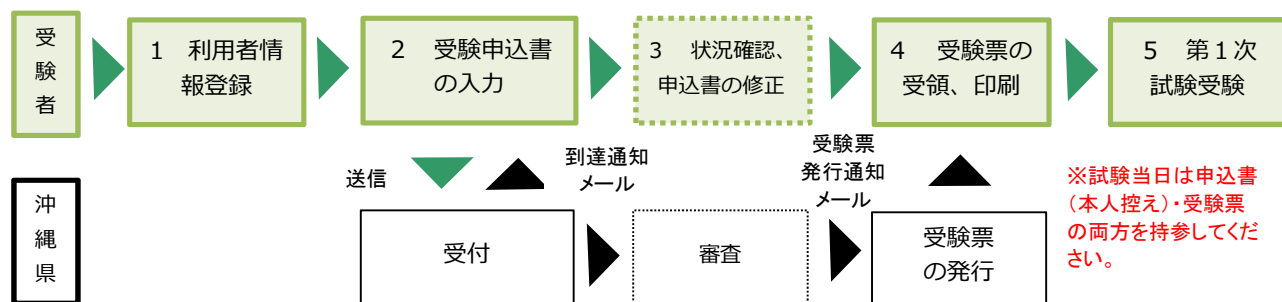 受
験
者
1 利用者情
報登録
2 受験申込書
の入力
3 状況確認、
申込書の修正
4 受験票の
受領、印刷
5 第1次
試験受験
送信
到達通知
メール
受験票
発行通知
メール
※試験当日は申込書
（本人控え）・受験票
の両方を持参してくだ
さい。
沖
縄
県
受付
審査
受験票
の発行